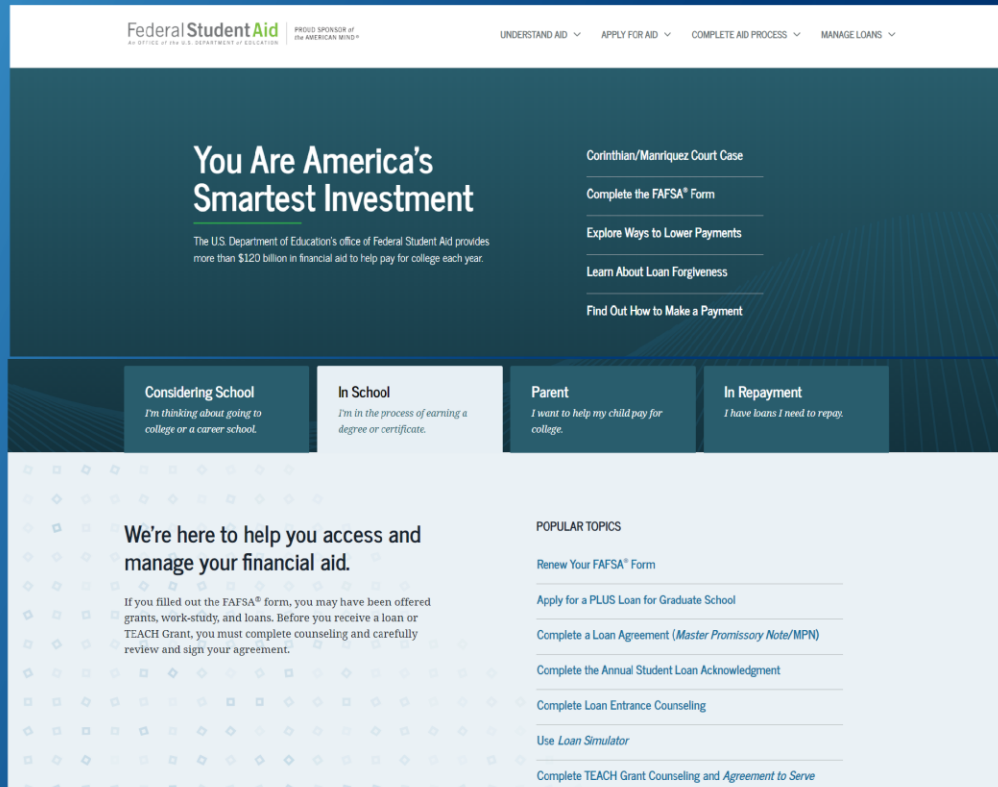 Federal Student Aid
An OFFICE of the U.S. DEPARTMENT of EDUCATION
PROUD SPONSOR of
the AMERICAN MIND®
UNDERSTAND AID
APPLY FOR AID
COMPLETE AID PROCESS
MANAGE LOANS
You Are America's
Smartest Investment
The U.S. Department of Education's office of Federal Student Aid provides
more than $120 billion in financial aid to help pay for college each year.
Corinthian/Manriquez Court Case
Complete the FAFSA® Form
Explore Ways to Lower Payments
Learn About Loan Forgiveness
Find Out How to Make a Payment
Considering School
I'm thinking about going to
college or a career school.
In School
I'm in the process of earning a
degree or certificate.
Parent
I want to help my child pay for
college.
In Repayment
I have loans I need to repay.
We're here to help you access and
manage your financial aid.
If you filled out the FAFSA® form, you may have been offered
grants, work-study, and loans. Before you receive a loan or
TEACH Grant, you must complete counseling and carefully
review and sign your agreement.
POPULAR TOPICS
Renew Your FAFSA® Form
Apply for a PLUS Loan for Graduate School
Complete a Loan Agreement (Master Promissory Note/MPN)
Complete the Annual Student Loan Acknowledgment
Complete Loan Entrance Counseling
Use Loan Simulator
Complete TEACH Grant Counseling and Agreement to Serve